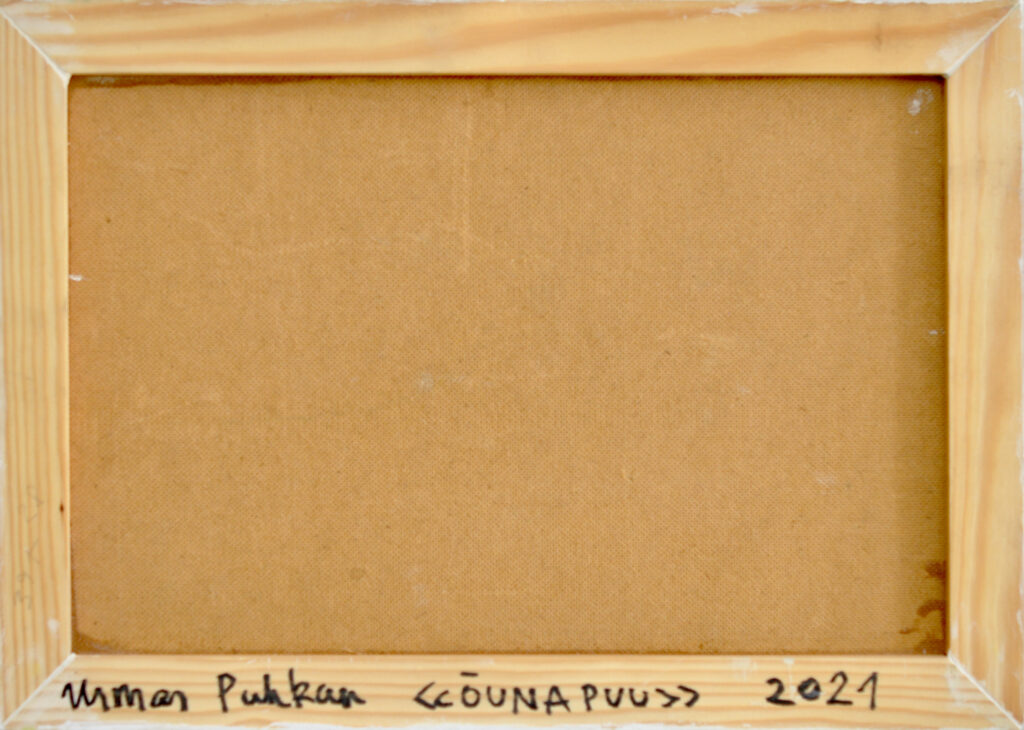 Urmas Puhkan <<ÕUNAPUU>> 2021